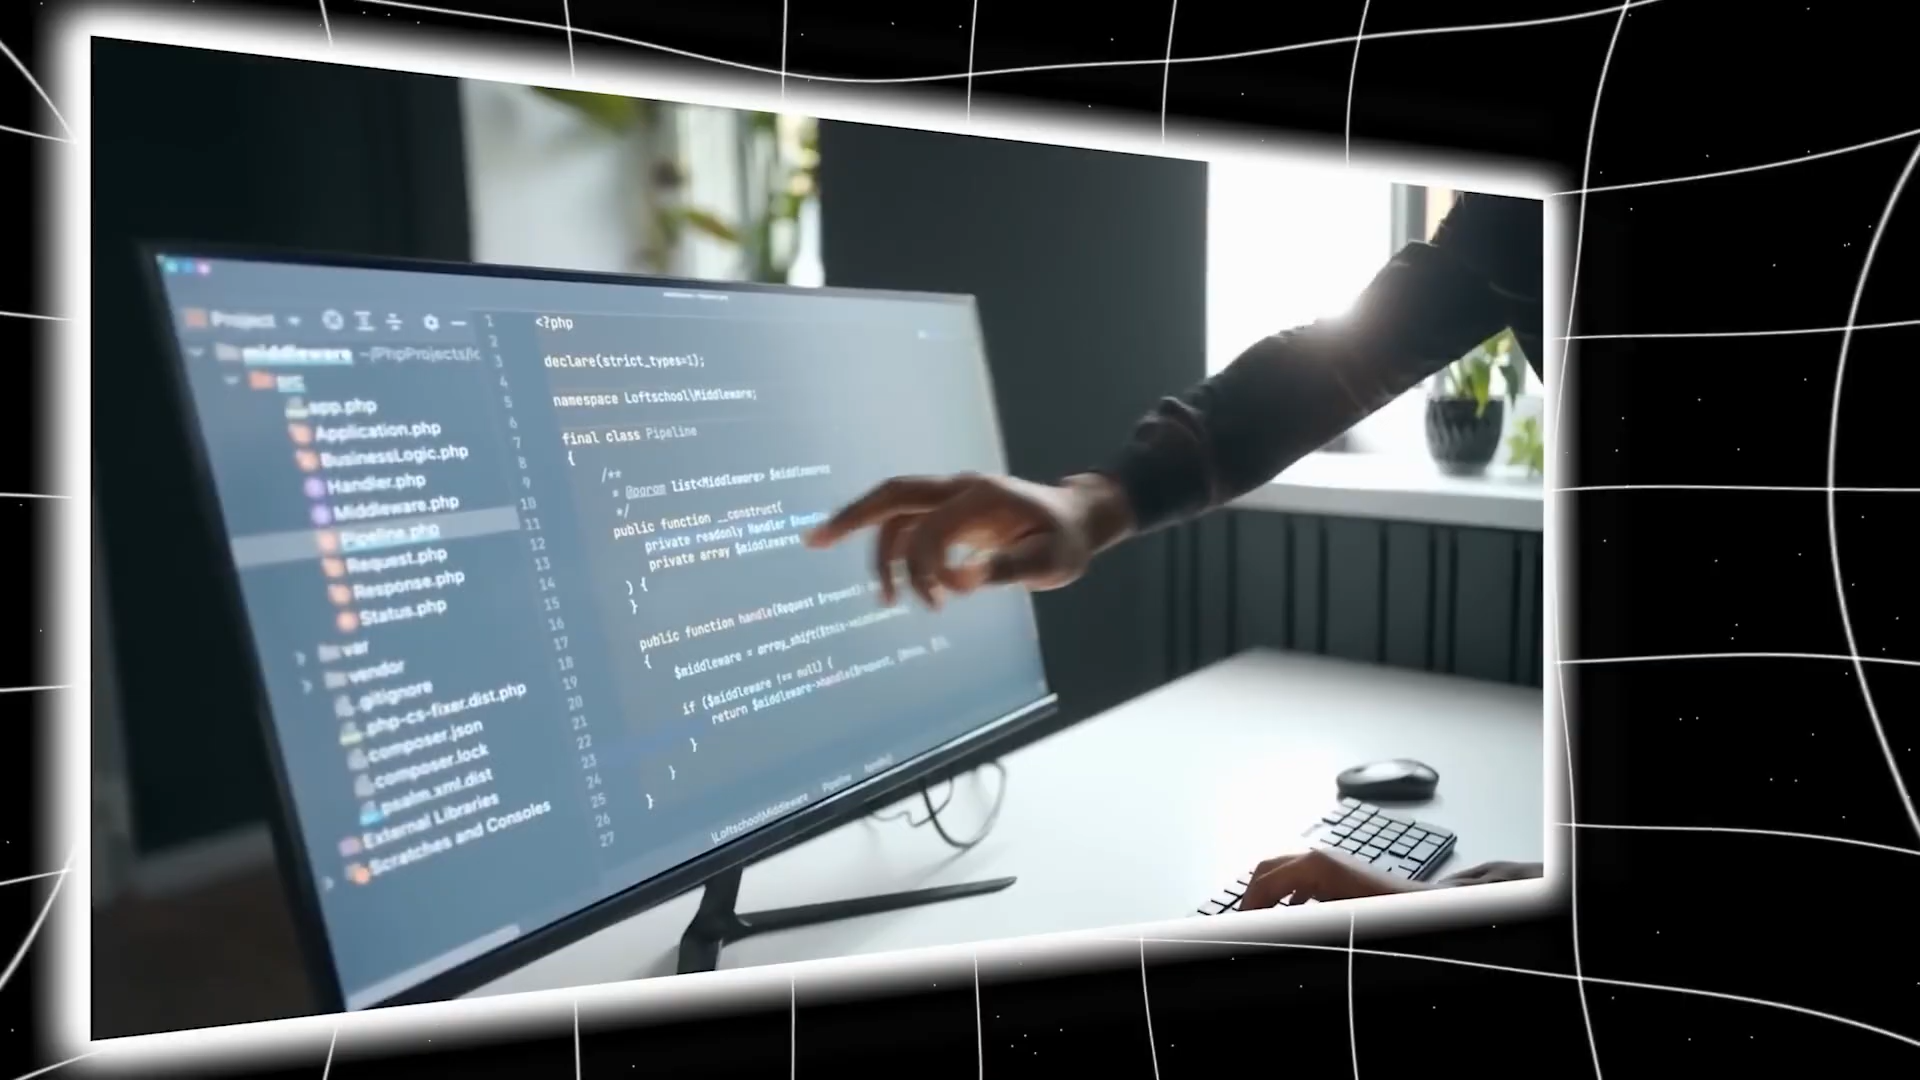 Project
middleware ~/PhpProjects/
src
app.php
Application.php
BusinessLogic.php
Handler.php
Middleware.php
Pipeline.php
Request.php
Response.php
Status.php
var
vendor
.gitignore
.php-cs-fixer.dist.php
composer.json
composer.lock
psalm.xml.dist
External Libraries
Scratches and Consoles
1 <?php
2
3 declare(strict_types=1);
4
5 namespace Loftschool\Middleware;
6
7 final class Pipeline
8 {
9 /**
10 * @param list<Middleware> $middlewares
11 */
12 public function __construct(
13 private readonly Handler
14 private array $middlewares
15 ) {
16 }
17
18 public function handle(Request $request):
19 {
20 $middleware = array_shift($this->middlewares
21
22 if ($middleware !== null) {
23 return $middleware->handle($request,
24 }
25 }
26 }
27
\Loftschool\Middleware Pipeline